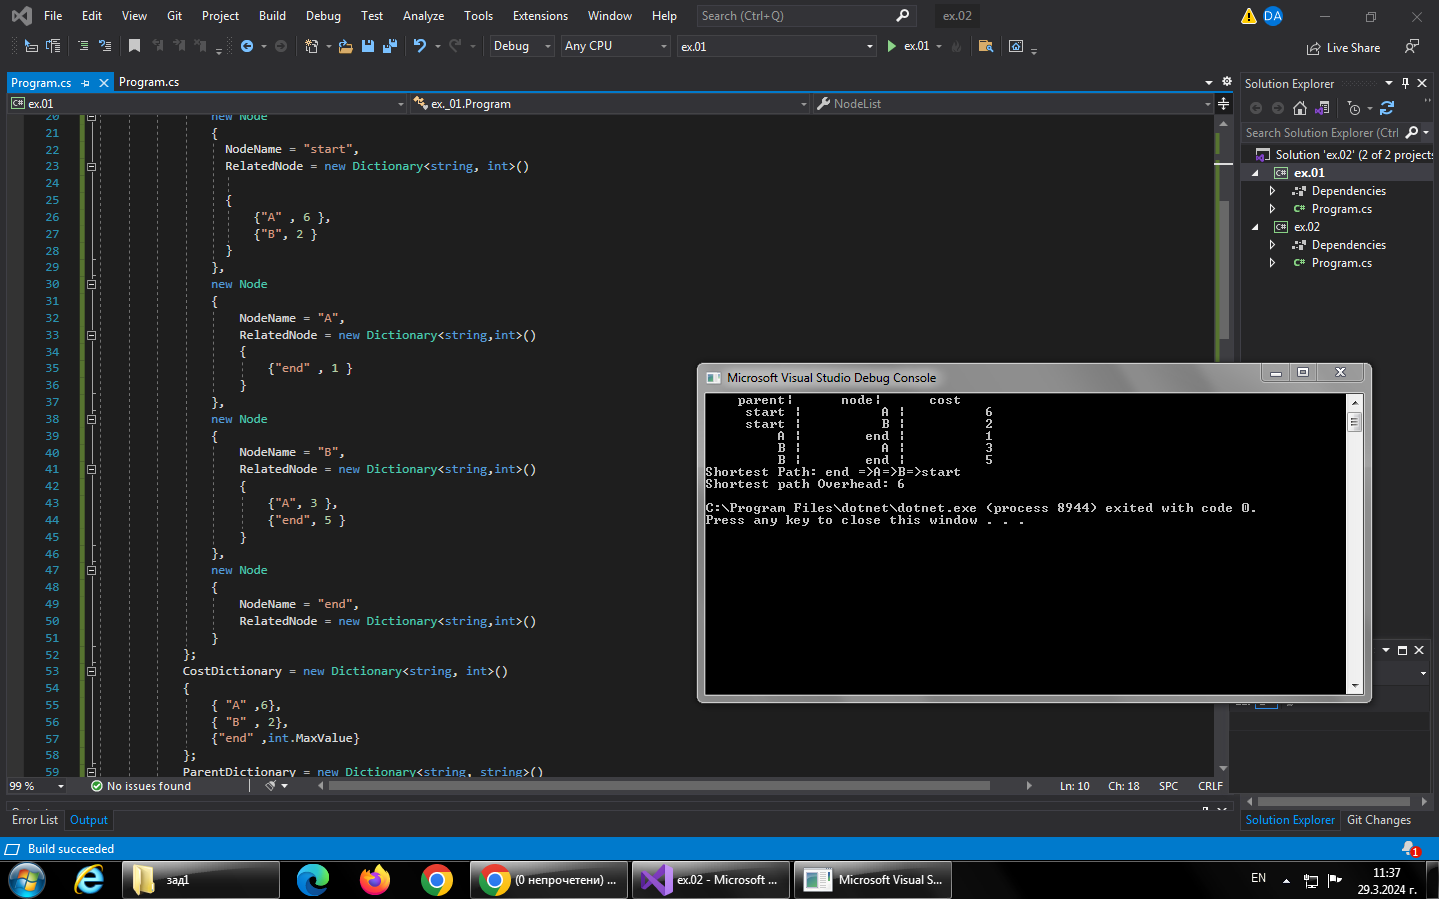 File Edit View Git Project Build Debug Test Analyze Tools Extensions Window Help Search (Ctrl+Q) ex.02 DA
Debug Any CPU ex.01 ex.01 Live Share
Program.cs Program.cs
ex.01 ex._01.Program NodeList
20 new Node
21 {
22 NodeName = "start",
23 RelatedNode = new Dictionary<string, int>()
24
25 {
26 {"A" , 6 },
27 {"B", 2 }
28 }
29 },
30 new Node
31 {
32 NodeName = "A",
33 RelatedNode = new Dictionary<string,int>()
34 {
35 {"end" , 1 }
36 }
37 },
38 new Node
39 {
40 NodeName = "B",
41 RelatedNode = new Dictionary<string,int>()
42 {
43 {"A", 3 },
44 {"end", 5 }
45 }
46 },
47 new Node
48 {
49 NodeName = "end",
50 RelatedNode = new Dictionary<string,int>()
51 }
52 };
53 CostDictionary = new Dictionary<string, int>()
54 {
55 { "A" ,6},
56 { "B" , 2},
57 {"end" ,int.MaxValue}
58 };
59 ParentDictionary = new Dictionary<string, string>()
99 % No issues found Ln: 10 Ch: 18 SPC CRLF
Error List Output
Build succeeded
Microsoft Visual Studio Debug Console
parent¦ node¦ cost
start ¦ A ¦ 6
start ¦ B ¦ 2
A ¦ end ¦ 1
B ¦ A ¦ 3
B ¦ end ¦ 5
Shortest Path: end =>A=>B=>start
Shortest path Overhead: 6
C:\Program Files\dotnet\dotnet.exe (process 8944) exited with code 0.
Press any key to close this window . . .
Solution Explorer
Search Solution Explorer (Ctrl
Solution 'ex.02' (2 of 2 projects
C# ex.01
Dependencies
C# Program.cs
C# ex.02
Dependencies
C# Program.cs
Solution Explorer Git Changes
1
зад1 (0 непрочетени) ... ex.02 - Microsoft ... Microsoft Visual S... EN 11:37
29.3.2024 г.